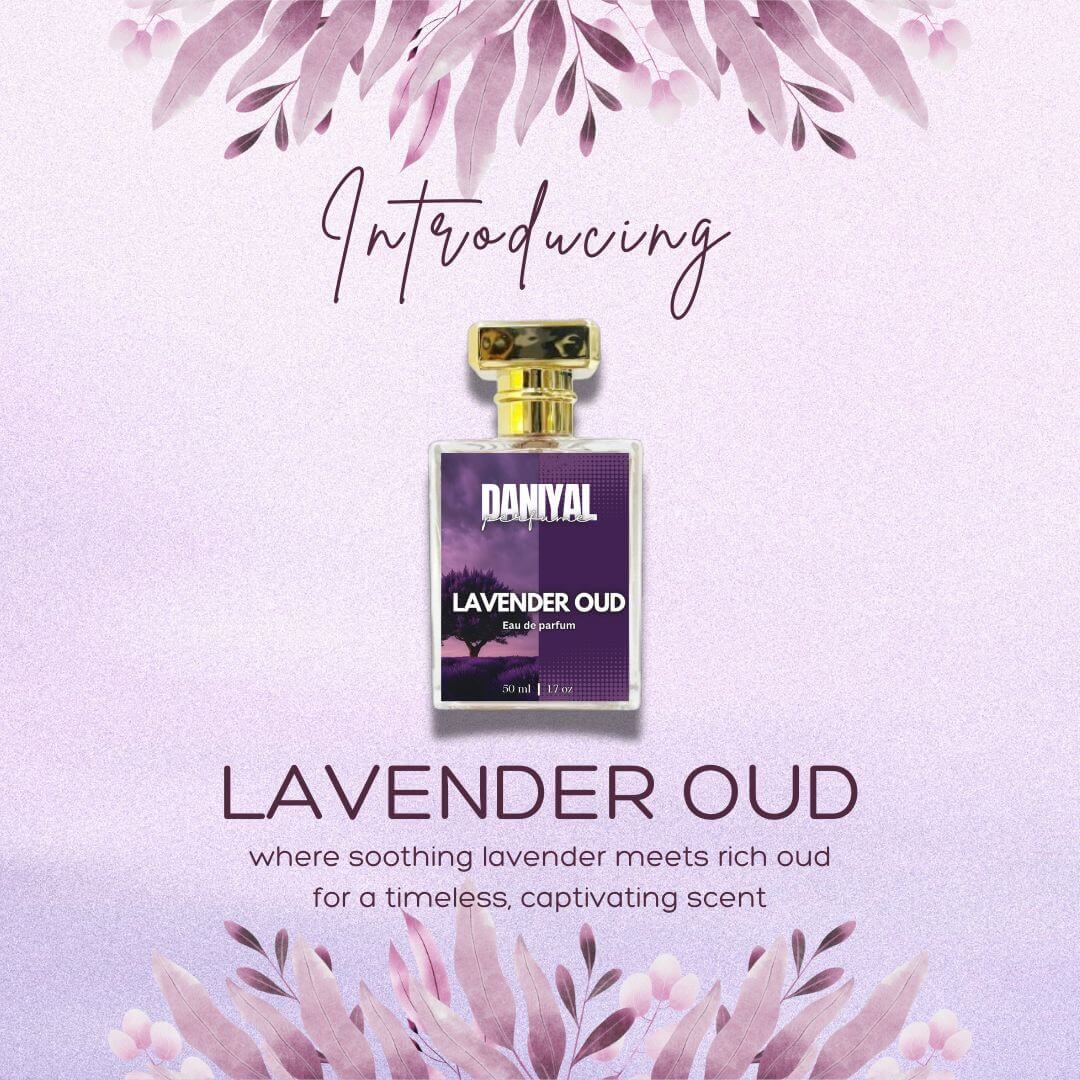 Introducing
DANIYAL
perfume
LAVENDER OUD
Eau de parfum
50 ml | 1.7 oz
LAVENDER OUD
where soothing lavender meets rich oud
for a timeless, captivating scent